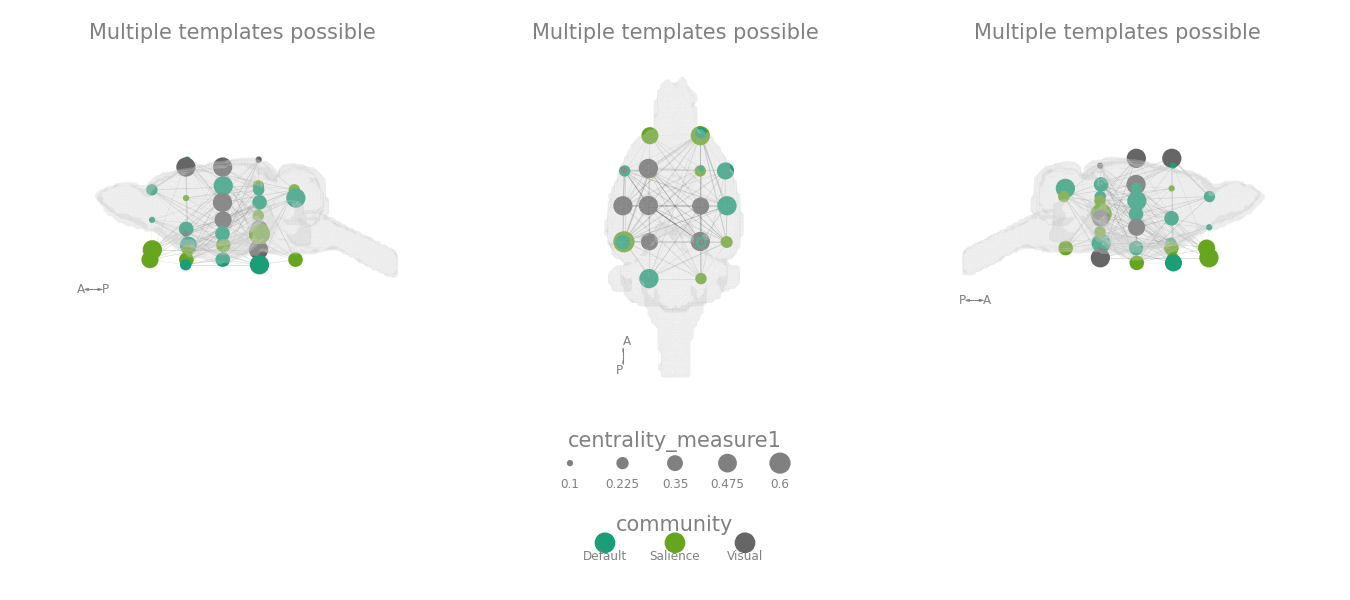 Multiple templates possible
Multiple templates possible
Multiple templates possible
A P
A
P
P A
centrality_measure1
0.1 0.225 0.35 0.475 0.6
community
Default Salience Visual